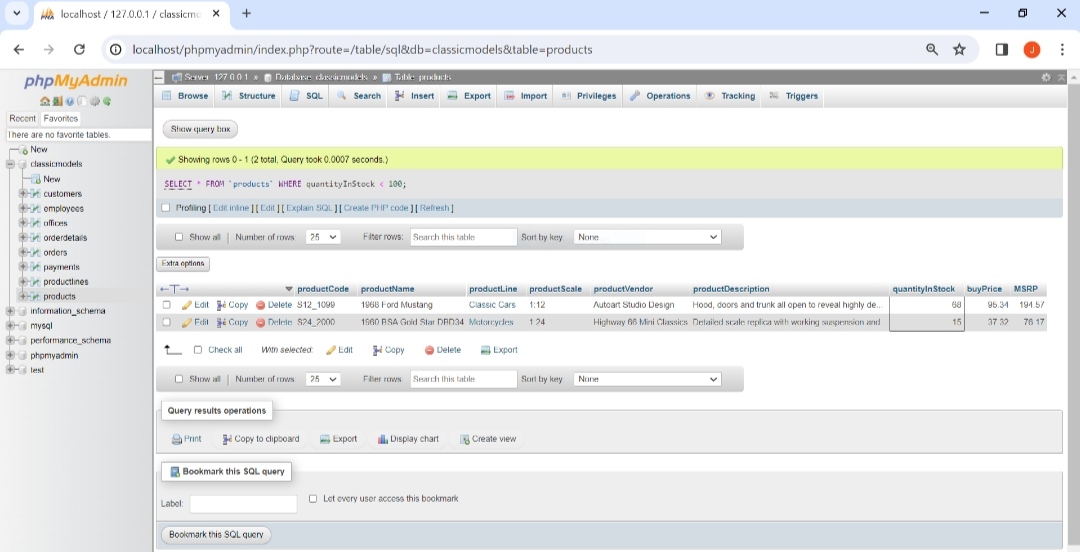 localhost / 127.0.0.1 / classicmo
localhost/phpmyadmin/index.php?route=/table/sql&db=classicmodels&table=products
J
phpMyAdmin
Recent Favorites
There are no favorite tables.
New
classicmodels
New
customers
employees
offices
orderdetails
orders
payments
productlines
products
information_schema
mysql
performance_schema
phpmyadmin
test
Server: 127.0.0.1 » Database: classicmodels » Table: products
Browse Structure SQL Search Insert Export Import Privileges Operations Tracking Triggers
Show query box
Showing rows 0 - 1 (2 total, Query took 0.0007 seconds.)
SELECT * FROM `products` WHERE quantityInStock < 100;
Profiling [ Edit inline ] [ Edit ] [ Explain SQL ] [ Create PHP code ] [ Refresh ]
Show all | Number of rows: 25 Filter rows: Search this table Sort by key: None
Extra options
←T→ productCode productName productLine productScale productVendor productDescription quantityInStock buyPrice MSRP
Edit Copy Delete S12_1099 1968 Ford Mustang Classic Cars 1:12 Autoart Studio Design Hood, doors and trunk all open to reveal highly de... 68 95.34 194.57
Edit Copy Delete S24_2000 1960 BSA Gold Star DBD34 Motorcycles 1:24 Highway 66 Mini Classics Detailed scale replica with working suspension and 15 37.32 76.17
Check all With selected: Edit Copy Delete Export
Show all | Number of rows: 25 Filter rows: Search this table Sort by key: None
Query results operations
Print Copy to clipboard Export Display chart Create view
Bookmark this SQL query
Label: Let every user access this bookmark
Bookmark this SQL query